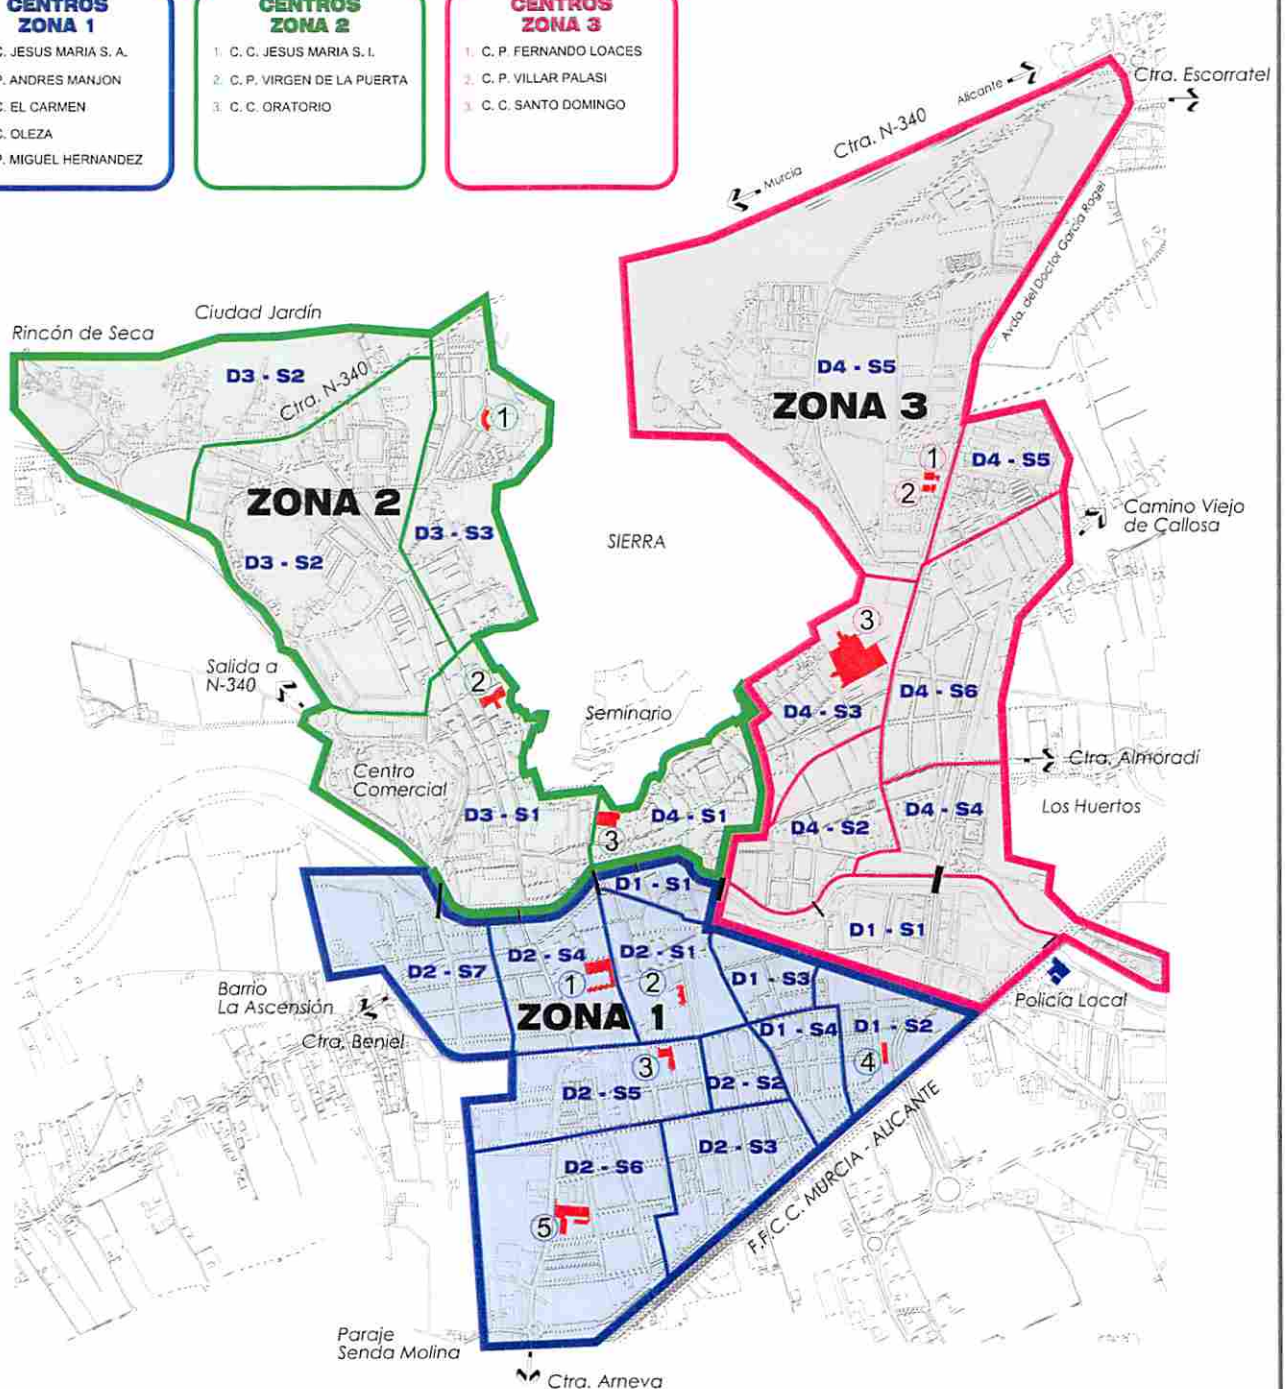 CENTROS
ZONA 1
C. JESUS MARIA S. A.
P. ANDRES MANJON
C. EL CARMEN
C. OLEZA
P. MIGUEL HERNANDEZ
CENTROS
ZONA 2
1. C. C. JESUS MARIA S. I.
2. C. P. VIRGEN DE LA PUERTA
3. C. C. ORATORIO
CENTROS
ZONA 3
1. C. P. FERNANDO LOACES
2. C. P. VILLAR PALASI
3. C. C. SANTO DOMINGO
Ctra. Escorratel
Alicante
Ctra. N-340
Murcia
Avda. del Doctor García Rogel
Ciudad Jardín
Rincón de Seca
D3 - S2
Ctra. N-340
1
D4 - S5
ZONA 3
1
D4 - S5
2
ZONA 2
D3 - S3
Camino Viejo
de Callosa
SIERRA
D3 - S2
3
Salida a
N-340
2
D4 - S6
Seminario
D4 - S3
Ctra. Almoradí
Centro
Comercial
Los Huertos
D3 - S1
D4 - S1
D4 - S4
D4 - S2
3
D1 - S1
D1 - S1
D2 - S4
D2 - S1
D2 - S7
D1 - S3
1
2
Barrio
La Ascensión
Policía Local
ZONA 1
D1 - S4
D1 - S2
Ctra. Beniel
3
4
D2 - S5
D2 - S2
D2 - S3
D2 - S6
F.F.C.C. MURCIA - ALICANTE
5
Paraje
Senda Molina
Ctra. Arneva